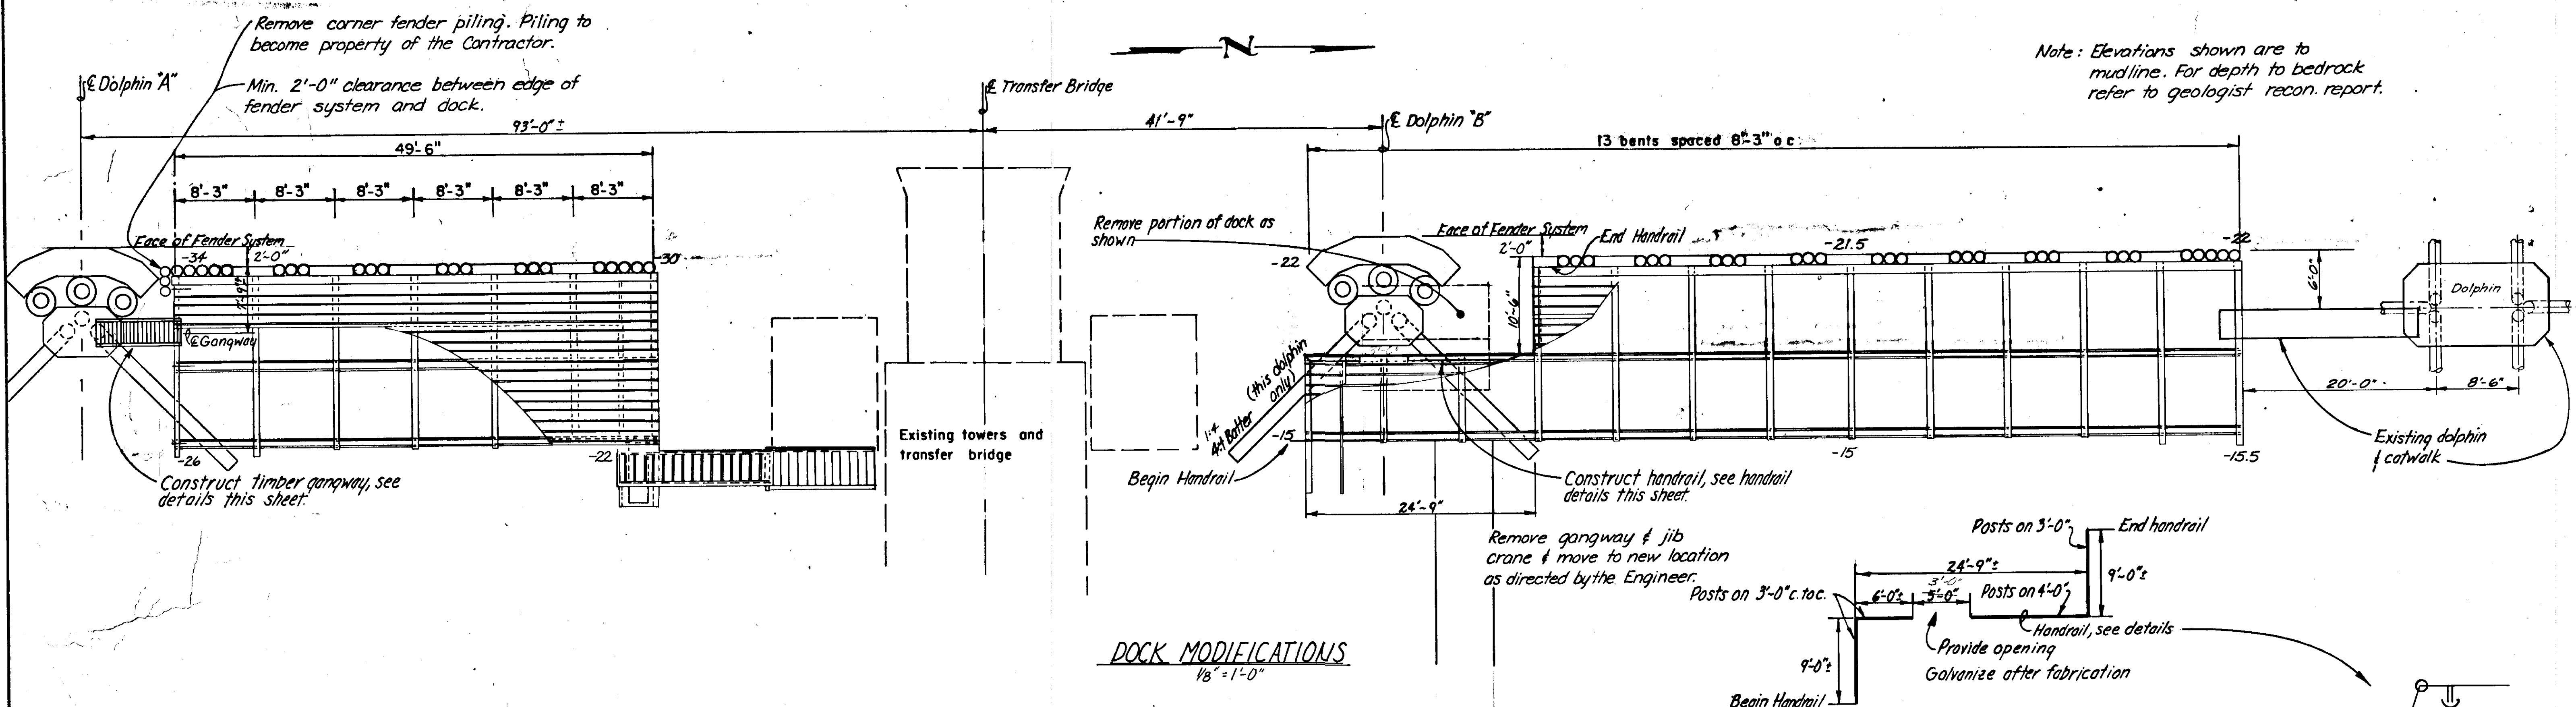 Remove corner fender piling. Piling to
become property of the Contractor.
Min. 2'-0" clearance between edge of
fender system and dock.
N
Note: Elevations shown are to
mudline. For depth to bedrock
refer to geologist recon. report.
℄ Dolphin "A"
℄ Transfer Bridge
℄ Dolphin "B"
93'-0" ±
41'-9"
13 bents spaced 8'-3" o c.
49'-6"
8'-3" 8'-3" 8'-3" 8'-3" 8'-3" 8'-3"
Face of Fender System
-34
2'-0"
-30
7'-9"
℄ Gangway
-26
-22
Construct timber gangway, see
details this sheet.
Existing towers and
transfer bridge
Remove portion of dock as
shown
Face of Fender System
2'-0"
End Handrail
-21.5
-22
-22
10'-6"
6'-0"
Dolphin
1:4
4:1 Batter (this dolphin
only)
-15
Begin Handrail
24'-9"
Construct handrail, see handrail
details this sheet.
-15
-15.5
20'-0"
8'-6"
Existing dolphin
& catwalk
Remove gangway & jib
crane & move to new location
as directed by the Engineer.
Posts on 3'-0" c. to c.
Posts on 3'-0"
End handrail
24'-9" ±
9'-0" ±
6'-0" ±
3'-0"
5'-0"
Posts on 4'-0"
Handrail, see details
Provide opening
Galvanize after fabrication
9'-0" ±
Begin Handrail
DOCK MODIFICATIONS
1/8" = 1'-0"